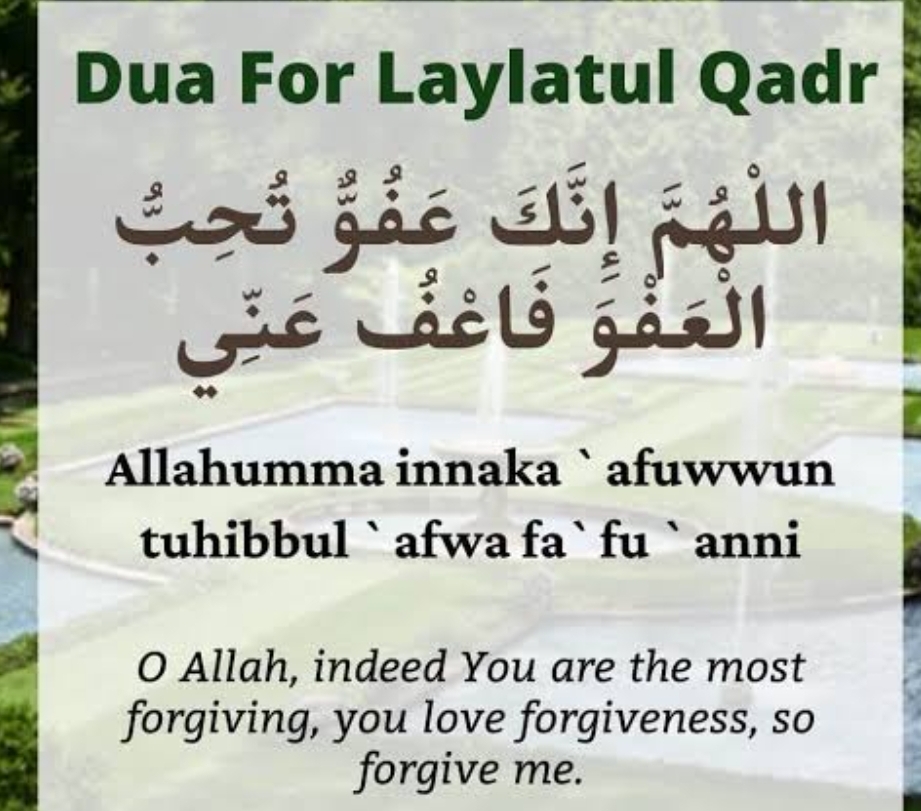 Dua For Laylatul Qadr
اللْهُمَّ إِنَّكَ عَفُوٌّ تُحِبُّ
الْعَفْوَ فَاعْفُ عَنِّي
Allahumma innaka `afuwwun
tuhibbul `afwa fa`fu `anni
O Allah, indeed You are the most
forgiving, you love forgiveness, so
forgive me.